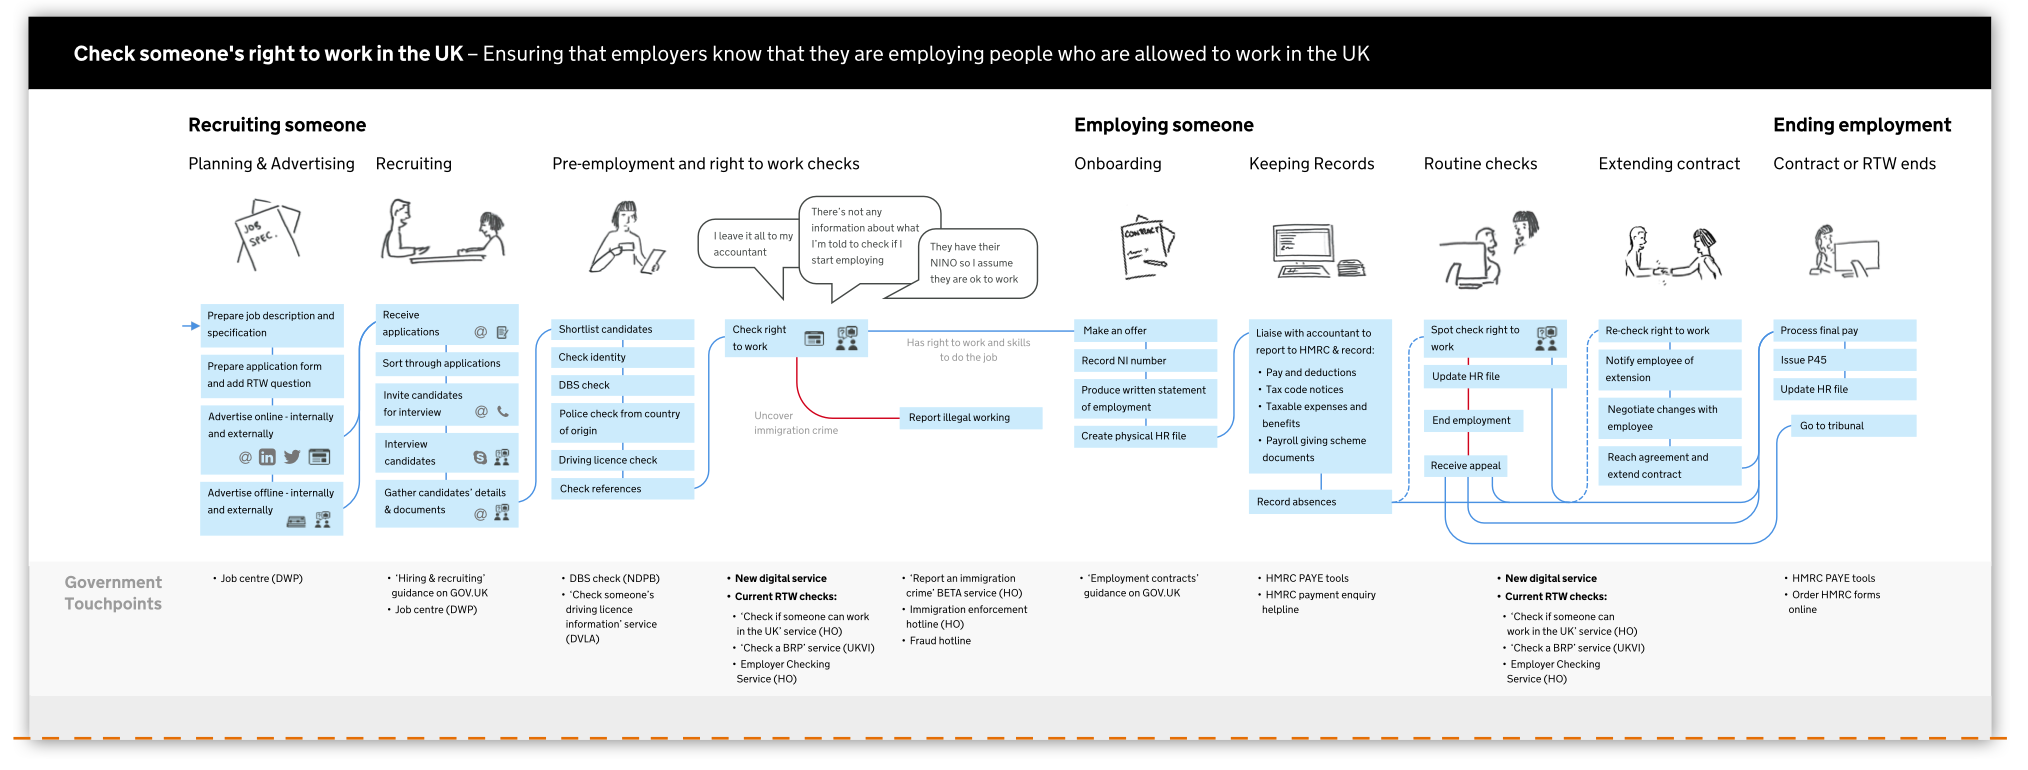 Check someone's right to work in the UK – Ensuring that employers know that they are employing people who are allowed to work in the UK
Recruiting someone
Employing someone
Ending employment
Planning & Advertising
Recruiting
Pre-employment and right to work checks
Onboarding
Keeping Records
Routine checks
Extending contract
Contract or RTW ends
JOB
SPEC.
I leave it all to my
accountant
There's not any
information about what
I'm told to check if I
start employing
They have their
NINO so I assume
they are ok to work
CONTRACT
Prepare job description and
specification
Prepare application form
and add RTW question
Advertise online - internally
and externally
@
in
Advertise offline - internally
and externally
Receive
applications
@
Sort through applications
Invite candidates
for interview
@
Interview
candidates
S
Gather candidates' details
& documents
@
Shortlist candidates
Check identity
DBS check
Police check from country
of origin
Driving licence check
Check references
Check right
to work
Has right to work and skills
to do the job
Uncover
immigration crime
Report illegal working
Make an offer
Record NI number
Produce written statement
of employment
Create physical HR file
Liaise with accountant to
report to HMRC & record:
• Pay and deductions
• Tax code notices
• Taxable expenses and
benefits
• Payroll giving scheme
documents
Record absences
Spot check right to
work
Update HR file
End employment
Receive appeal
Re-check right to work
Notify employee of
extension
Negotiate changes with
employee
Reach agreement and
extend contract
Process final pay
Issue P45
Update HR file
Go to tribunal
Government
Touchpoints
• Job centre (DWP)
• 'Hiring & recruiting'
guidance on GOV.UK
• Job centre (DWP)
• DBS check (NDPB)
• 'Check someone's
driving licence
information' service
(DVLA)
• New digital service
• Current RTW checks:
• 'Check if someone can work
in the UK' service (HO)
• 'Check a BRP' service (UKVI)
• Employer Checking
Service (HO)
• 'Report an immigration
crime' BETA service (HO)
• Immigration enforcement
hotline (HO)
• Fraud hotline
• 'Employment contracts'
guidance on GOV.UK
• HMRC PAYE tools
• HMRC payment enquiry
helpline
• New digital service
• Current RTW checks:
• 'Check if someone can
work in the UK' service (HO)
• 'Check a BRP' service (UKVI)
• Employer Checking
Service (HO)
• HMRC PAYE tools
• Order HMRC forms
online